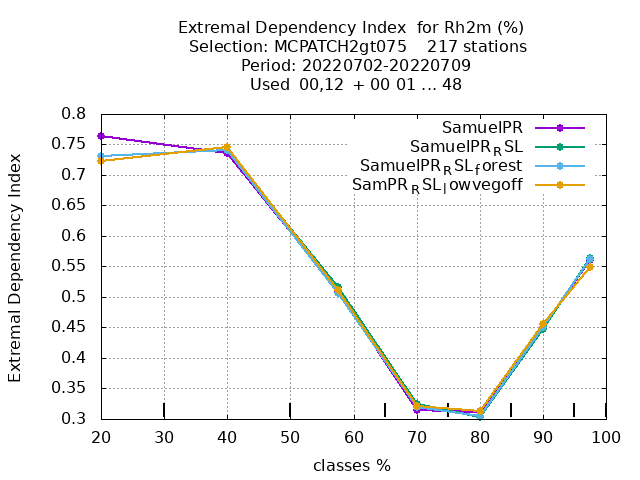 Extremal Dependency Index for Rh2m (%)
Selection: MCPATCH2gt075 217 stations
Period: 20220702-20220709
Used 00,12 + 00 01 ... 48
SamuelPR
SamuelPR_RSL
SamuelPR_RSL_forest
SamPR_RSL_lowvegoff
Extremal Dependency Index
0.8
0.75
0.7
0.65
0.6
0.55
0.5
0.45
0.4
0.35
0.3
20 30 40 50 60 70 80 90 100
classes %